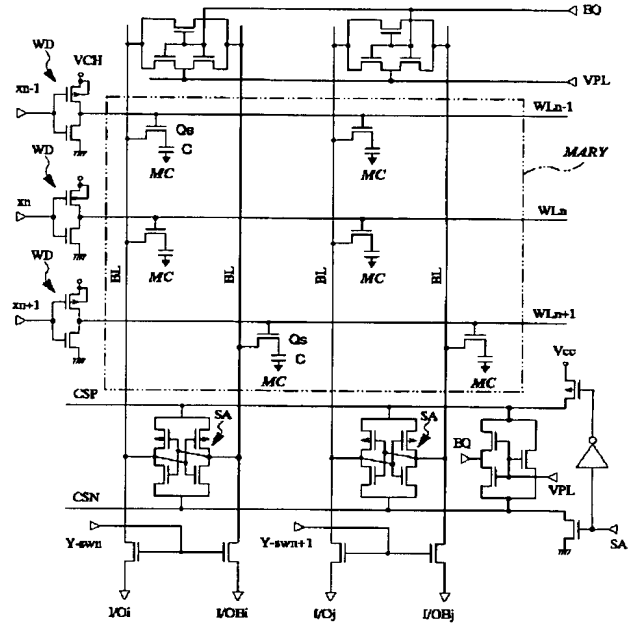 BQ
WD
VCH
VPL
xn-1
WLn-1
Qs
C
WD
MC
MC
MARY
xn
WLn
WD
MC
MC
BL
BL
BL
BL
xn+1
WLn+1
Qs
C
Vcc
MC
MC
CSP
SA
SA
BQ
VPL
CSN
Y-swn
Y-swn+1
SA
I/Oi
I/OBi
I/Oj
I/OBj